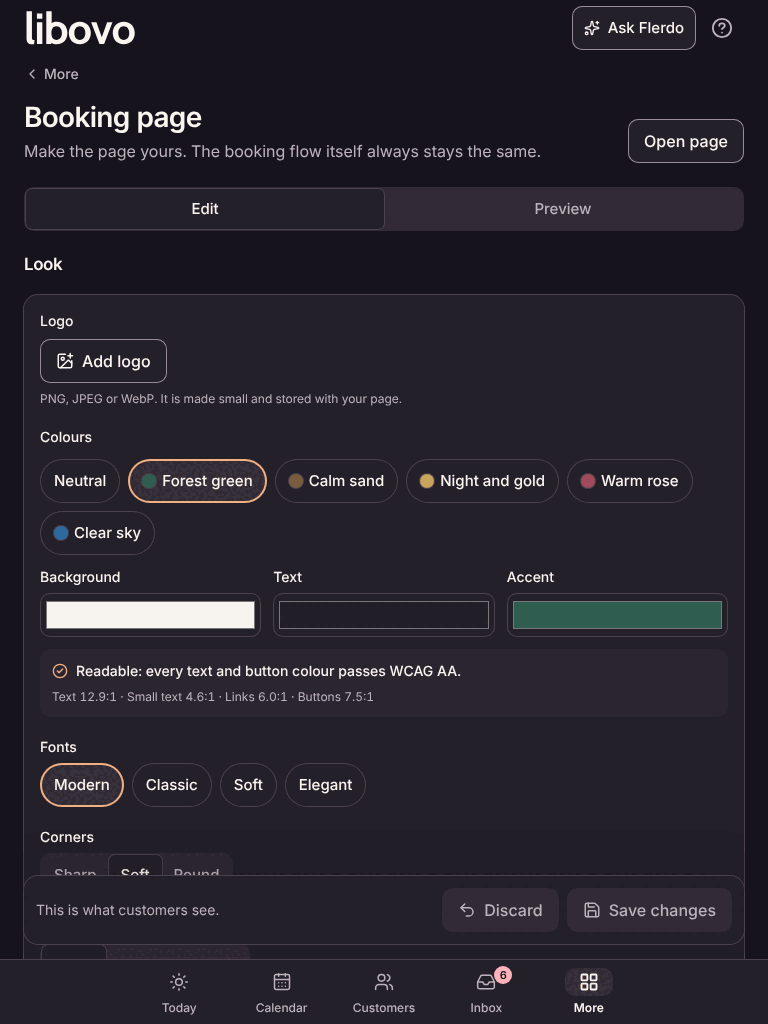 libovo
Ask Flerdo
More
Booking page
Make the page yours. The booking flow itself always stays the same.
Open page
Edit
Preview
Look
Logo
Add logo
PNG, JPEG or WebP. It is made small and stored with your page.
Colours
Neutral
Forest green
Calm sand
Night and gold
Warm rose
Clear sky
Background
Text
Accent
Readable: every text and button colour passes WCAG AA.
Text 12.9:1 · Small text 4.6:1 · Links 6.0:1 · Buttons 7.5:1
Fonts
Modern
Classic
Soft
Elegant
Corners
Sharp
Soft
Round
This is what customers see.
Discard
Save changes
6
Today
Calendar
Customers
Inbox
More